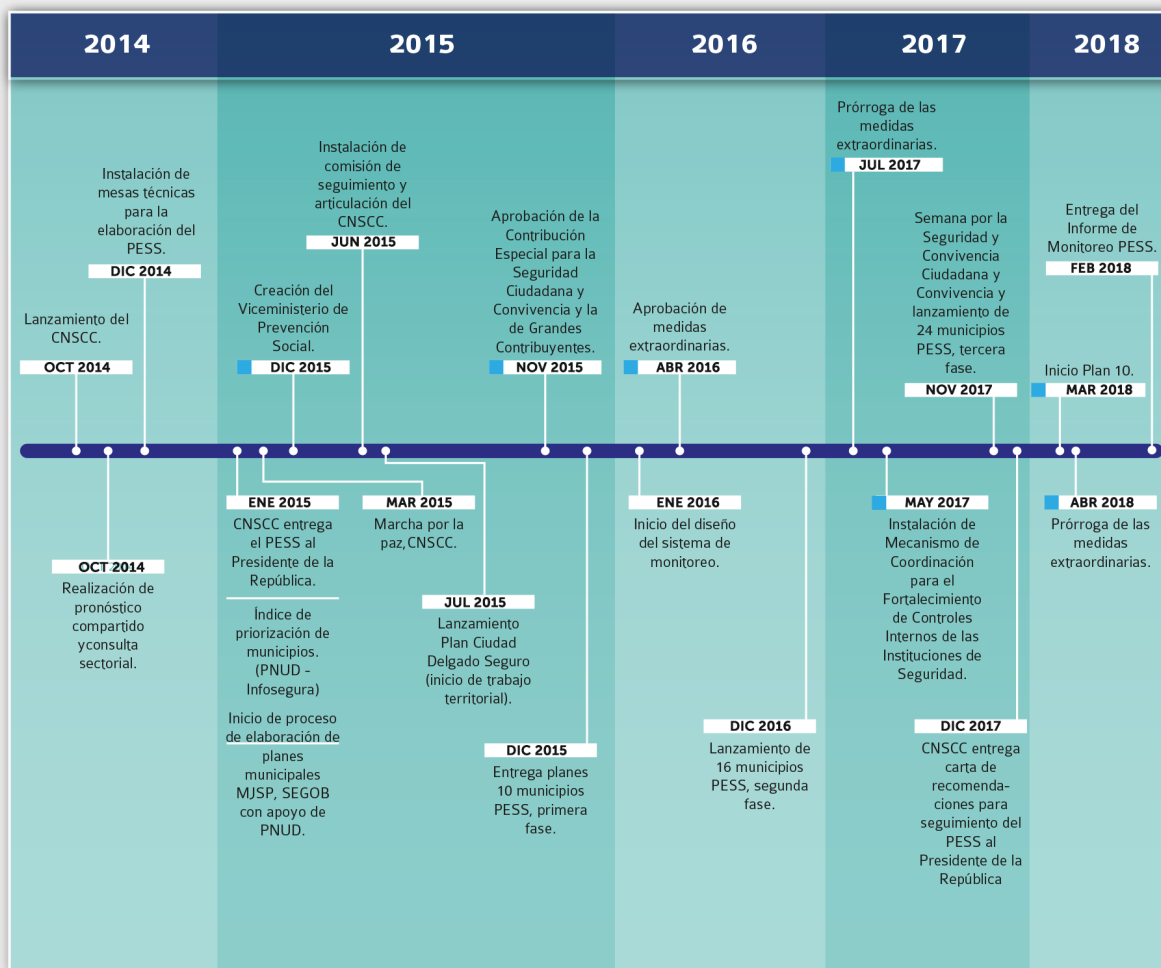 2014
2015
2016
2017
2018
Lanzamiento del
CNSCC.
OCT 2014
Instalación de
mesas técnicas
para la
elaboración del
PESS.
DIC 2014
OCT 2014
Realización de
pronóstico
compartido
yconsulta
sectorial.
Creación del
Viceministerio de
Prevención
Social.
DIC 2015
Instalación de
comisión de
seguimiento y
articulación del
CNSCC.
JUN 2015
Aprobación de la
Contribución
Especial para la
Seguridad
Ciudadana y
Convivencia y la
de Grandes
Contribuyentes.
NOV 2015
ENE 2015
CNSCC entrega
el PESS al
Presidente de la
República.
Índice de
priorización de
municipios.
(PNUD -
Infosegura)
Inicio de proceso
de elaboración de
planes
municipales
MJSP, SEGOB
con apoyo de
PNUD.
MAR 2015
Marcha por la
paz,CNSCC.
JUL 2015
Lanzamiento
Plan Ciudad
Delgado Seguro
(inicio de trabajo
territorial).
DIC 2015
Entrega planes
10 municipios
PESS, primera
fase.
Aprobación de
medidas
extraordinarias.
ABR 2016
ENE 2016
Inicio del diseño
del sistema de
monitoreo.
DIC 2016
Lanzamiento de
16 municipios
PESS, segunda
fase.
Prórroga de las
medidas
extraordinarias.
JUL 2017
Semana por la
Seguridad y
Convivencia
Ciudadana y
Convivencia y
lanzamiento de
24 municipios
PESS, tercera
fase.
NOV 2017
MAY 2017
Instalación de
Mecanismo de
Coordinación
para el
Fortalecimiento
de Controles
Internos de las
Instituciones de
Seguridad.
DIC 2017
CNSCC entrega
carta de
recomenda-
ciones para
seguimiento del
PESS al
Presidente de la
República
Entrega del
Informe de
Monitoreo PESS.
FEB 2018
Inicio Plan 10.
MAR 2018
ABR 2018
Prórroga de las
medidas
extraordinarias.